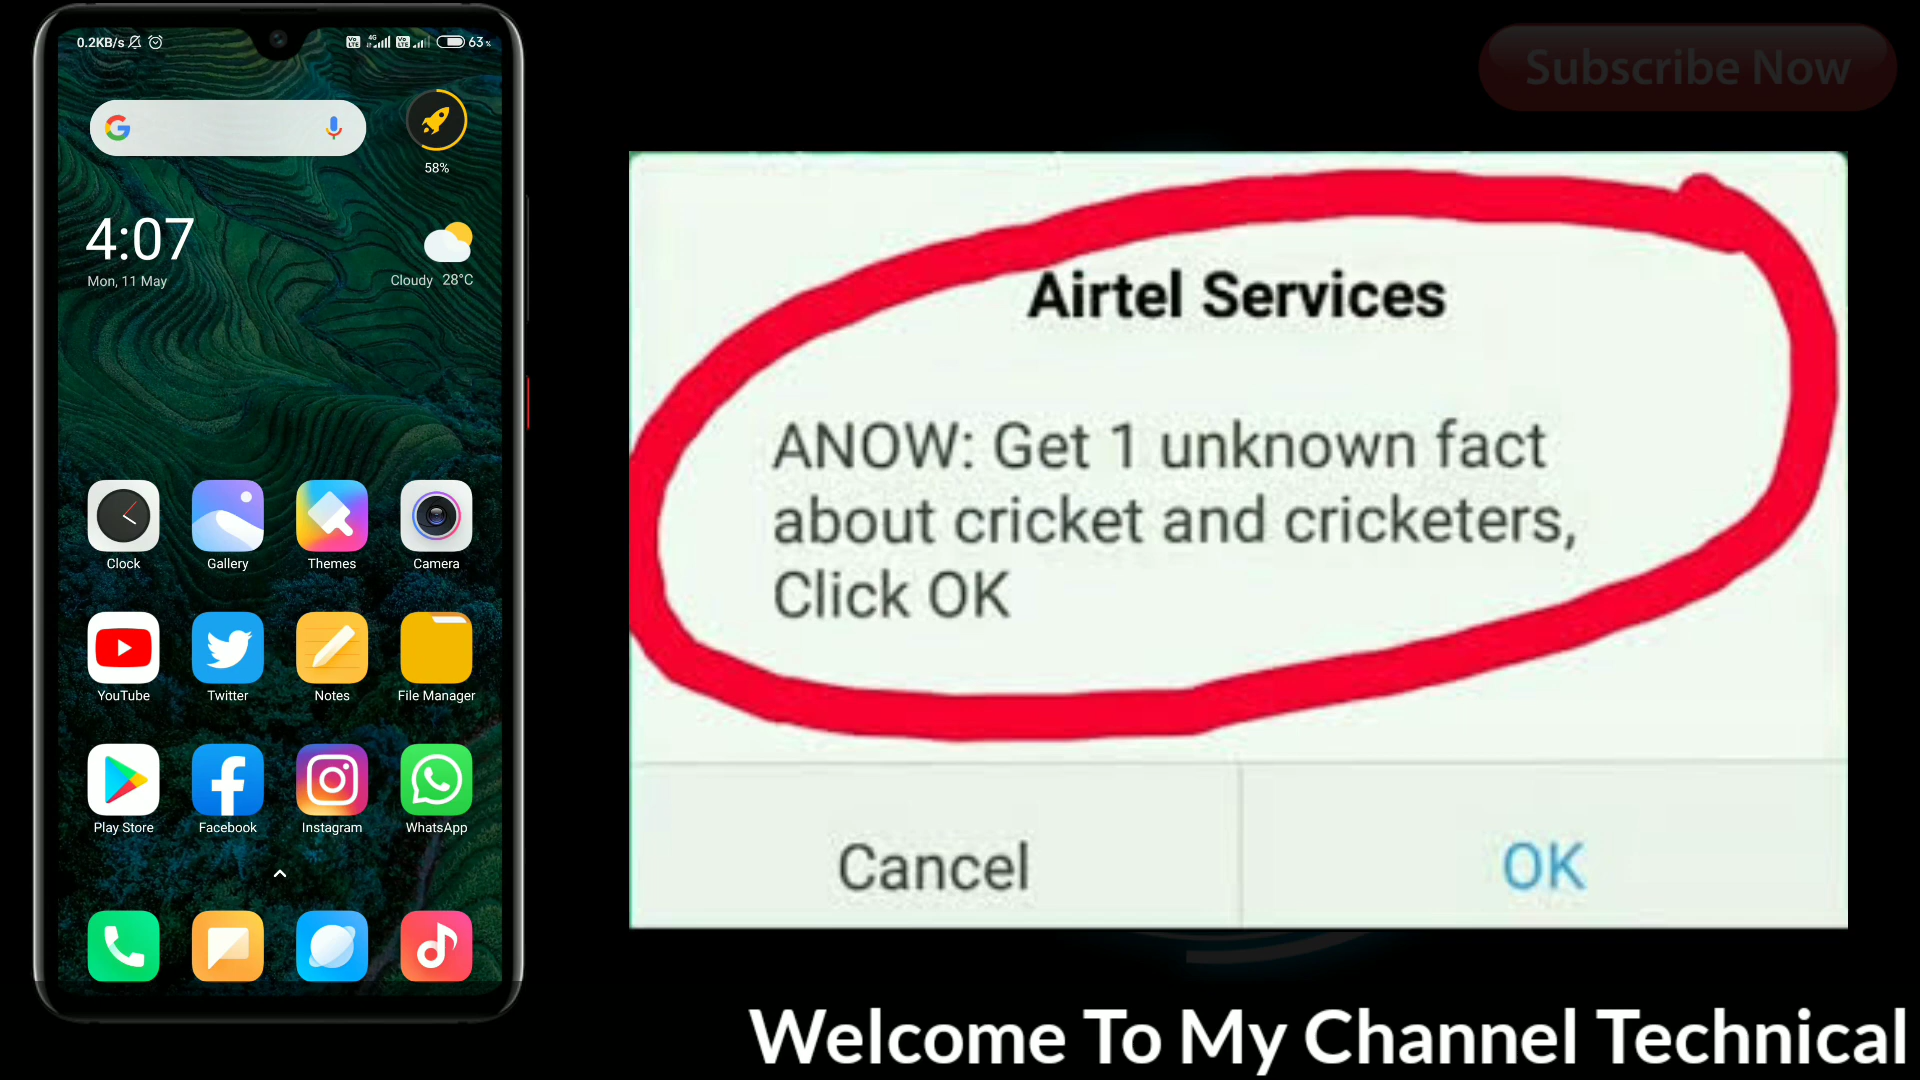 0.2KB/s
4G
63%
58%
4:07
Mon, 11 May
Cloudy 28°C
Clock
Gallery
Themes
Camera
YouTube
Twitter
Notes
File Manager
Play Store
Facebook
Instagram
WhatsApp
Subscribe Now
Airtel Services
ANOW: Get 1 unknown fact
about cricket and cricketers,
Click OK
Cancel
OK
Welcome To My Channel Technical